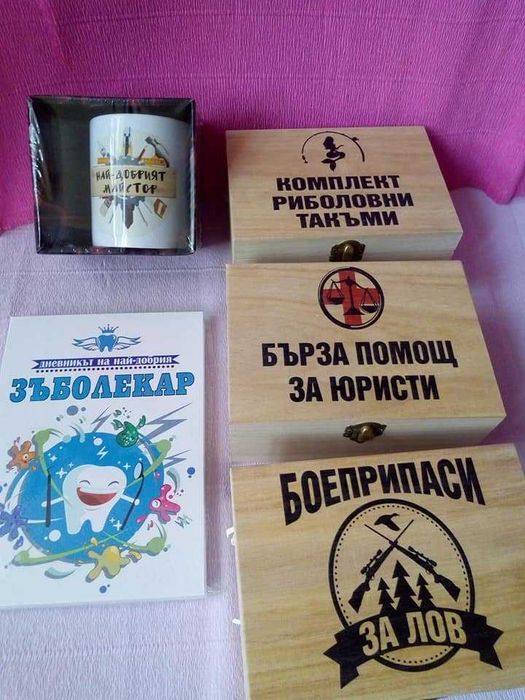 НАЙ-ДОБРИЯТ
МАЙСТОР
КОМПЛЕКТ
РИБОЛОВНИ
ТАКЪМИ
БЪРЗА ПОМОЩ
ЗА ЮРИСТИ
дневникът на най-добрия
ЗЪБОЛЕКАР
БОЕПРИПАСИ
ЗА ЛОВ